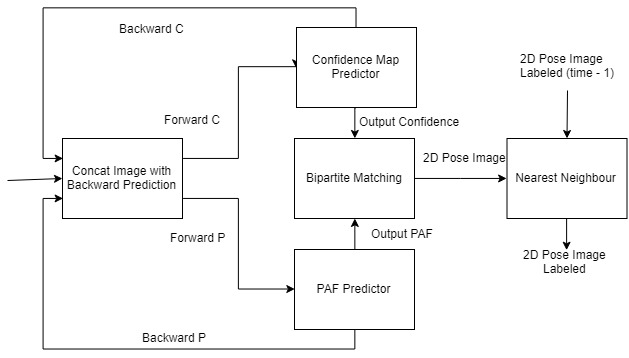 Backward C
Confidence Map
Predictor
2D Pose Image
Labeled (time - 1)
Forward C
Output Confidence
Concat Image with
Backward Prediction
Bipartite Matching
2D Pose Image
Nearest Neighbour
Forward P
Output PAF
2D Pose Image
Labeled
PAF Predictor
Backward P